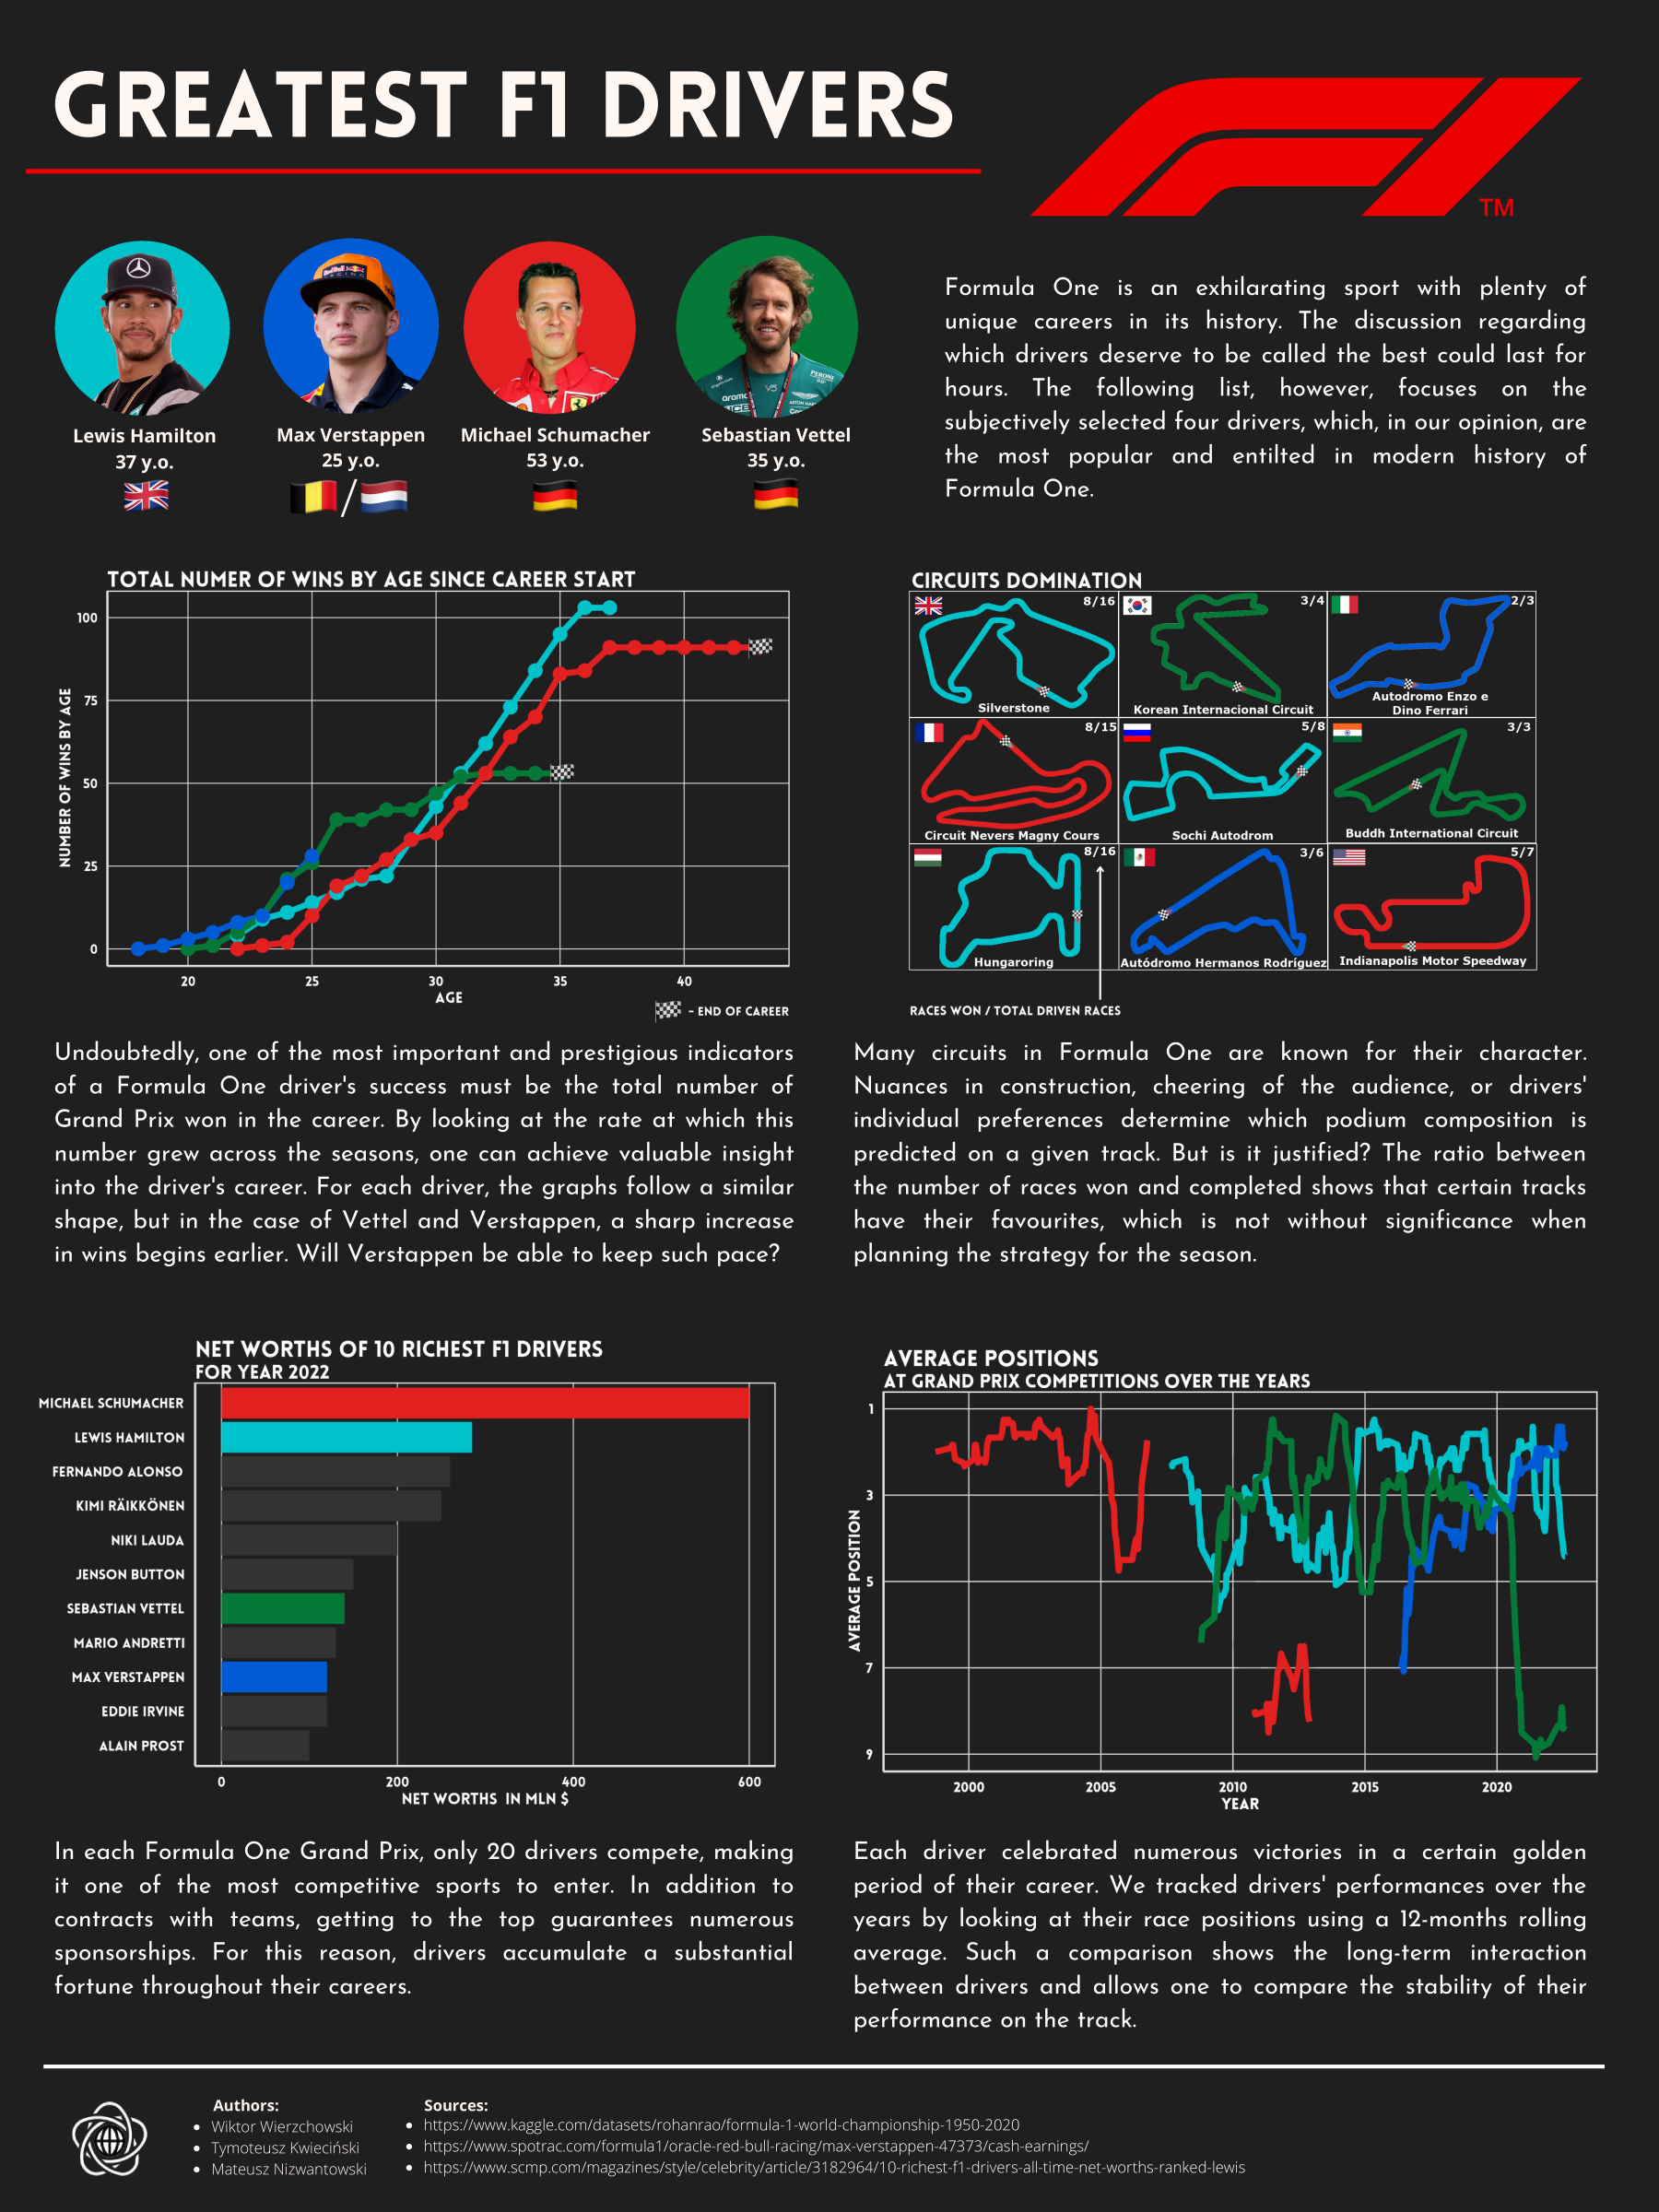 GREATEST F1 DRIVERS
TM
Lewis Hamilton
37 y.o.
Max Verstappen
25 y.o.
/
Michael Schumacher
53 y.o.
Sebastian Vettel
35 y.o.
Formula One is an exhilarating sport with plenty of
unique careers in its history. The discussion regarding
which drivers deserve to be called the best could last for
hours. The following list, however, focuses on the
subjectively selected four drivers, which, in our opinion, are
the most popular and entilted in modern history of
Formula One.
TOTAL NUMER OF WINS BY AGE SINCE CAREER START
NUMBER OF WINS BY AGE
100
75
50
25
0
20
25
30
35
40
AGE
- END OF CAREER
CIRCUITS DOMINATION
8/16
Silverstone
3/4
Korean Internacional Circuit
2/3
Autodromo Enzo e
Dino Ferrari
8/15
Circuit Nevers Magny Cours
5/8
Sochi Autodrom
3/3
Buddh International Circuit
8/16
Hungaroring
3/6
Autódromo Hermanos Rodríguez
5/7
Indianapolis Motor Speedway
RACES WON / TOTAL DRIVEN RACES
Undoubtedly, one of the most important and prestigious indicators
of a Formula One driver's success must be the total number of
Grand Prix won in the career. By looking at the rate at which this
number grew across the seasons, one can achieve valuable insight
into the driver's career. For each driver, the graphs follow a similar
shape, but in the case of Vettel and Verstappen, a sharp increase
in wins begins earlier. Will Verstappen be able to keep such pace?
Many circuits in Formula One are known for their character.
Nuances in construction, cheering of the audience, or drivers'
individual preferences determine which podium composition is
predicted on a given track. But is it justified? The ratio between
the number of races won and completed shows that certain tracks
have their favourites, which is not without significance when
planning the strategy for the season.
NET WORTHS OF 10 RICHEST F1 DRIVERS
FOR YEAR 2022
MICHAEL SCHUMACHER
LEWIS HAMILTON
FERNANDO ALONSO
KIMI RÄIKKÖNEN
NIKI LAUDA
JENSON BUTTON
SEBASTIAN VETTEL
MARIO ANDRETTI
MAX VERSTAPPEN
EDDIE IRVINE
ALAIN PROST
0
200
400
600
NET WORTHS IN MLN $
AVERAGE POSITIONS
AT GRAND PRIX COMPETITIONS OVER THE YEARS
AVERAGE POSITION
1
3
5
7
9
2000
2005
2010
2015
2020
YEAR
In each Formula One Grand Prix, only 20 drivers compete, making
it one of the most competitive sports to enter. In addition to
contracts with teams, getting to the top guarantees numerous
sponsorships. For this reason, drivers accumulate a substantial
fortune throughout their careers.
Each driver celebrated numerous victories in a certain golden
period of their career. We tracked drivers' performances over the
years by looking at their race positions using a 12-months rolling
average. Such a comparison shows the long-term interaction
between drivers and allows one to compare the stability of their
performance on the track.
Authors:
• Wiktor Wierzchowski
• Tymoteusz Kwieciński
• Mateusz Nizwantowski
Sources:
• https://www.kaggle.com/datasets/rohanrao/formula-1-world-championship-1950-2020
• https://www.spotrac.com/formula1/oracle-red-bull-racing/max-verstappen-47373/cash-earnings/
• https://www.scmp.com/magazines/style/celebrity/article/3182964/10-richest-f1-drivers-all-time-net-worths-ranked-lewis